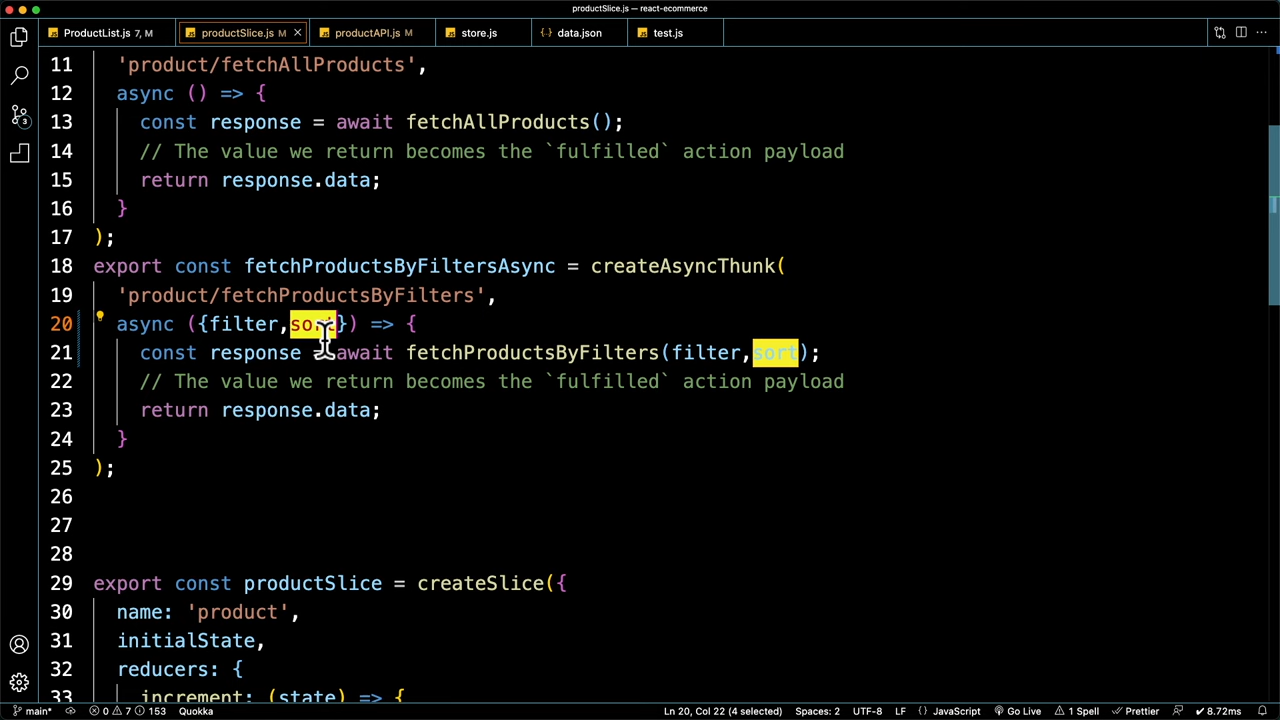 productSlice.js — react-ecommerce
ProductList.js 7, M
productSlice.js M
productAPI.js M
store.js
{..} data.json
test.js
11 'product/fetchAllProducts',
12 async () => {
13 const response = await fetchAllProducts();
14 // The value we return becomes the `fulfilled` action payload
15 return response.data;
16 }
17 );
18 export const fetchProductsByFiltersAsync = createAsyncThunk(
19 'product/fetchProductsByFilters',
20 async ({filter,sort}) => {
21 const response = await fetchProductsByFilters(filter,sort);
22 // The value we return becomes the `fulfilled` action payload
23 return response.data;
24 }
25 );
26
27
28
29 export const productSlice = createSlice({
30 name: 'product',
31 initialState,
32 reducers: {
33 increment: (state) => {
3
main* 0 7 153 Quokka Ln 20, Col 22 (4 selected) Spaces: 2 UTF-8 LF {} JavaScript Go Live 1 Spell Prettier 8.72ms